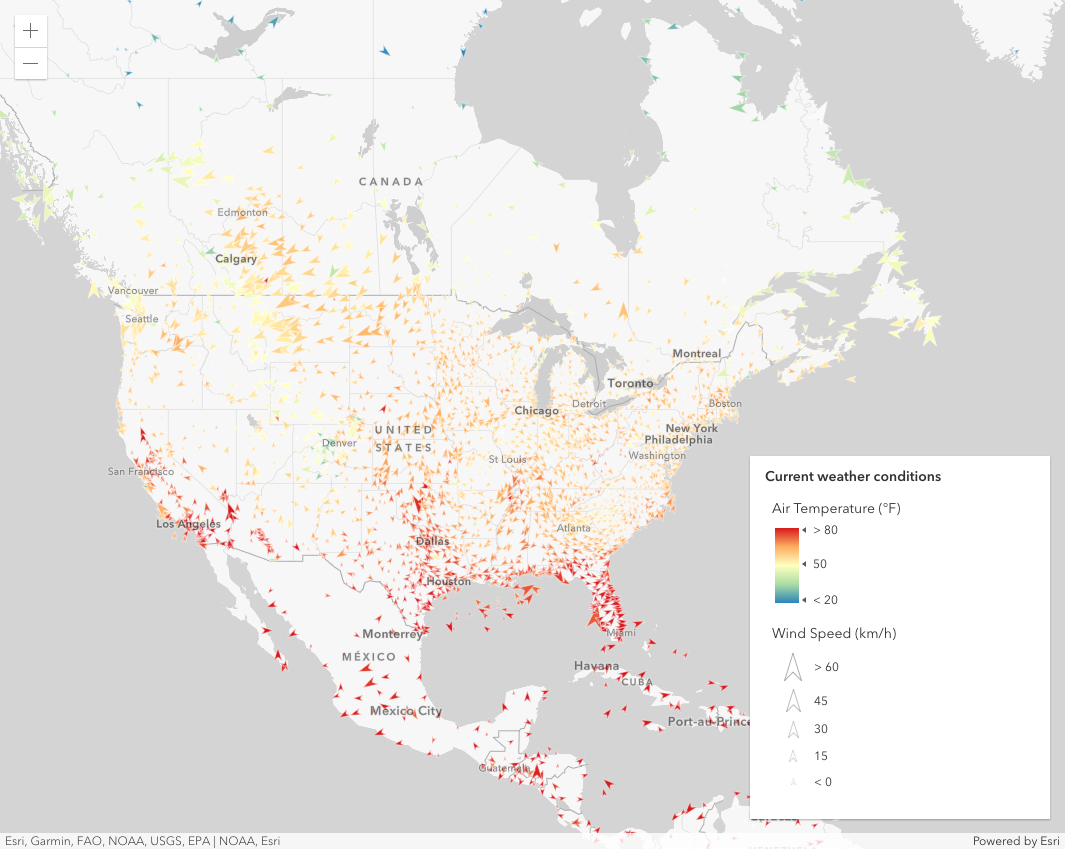 +
−
CANADA
Edmonton
Calgary
Vancouver
Seattle
Montreal
Toronto
Chicago
Detroit
Boston
New York
Philadelphia
UNITED
STATES
Denver
St Louis
Washington
San Francisco
Los Angeles
Atlanta
Dallas
Houston
Monterrey
Miami
MÉXICO
Havana
CUBA
Mexico City
Port-au-Prince
Guatemala
Current weather conditions
Air Temperature (°F)
> 80
50
< 20
Wind Speed (km/h)
> 60
45
30
15
< 0
Esri, Garmin, FAO, NOAA, USGS, EPA | NOAA, Esri
Powered by Esri